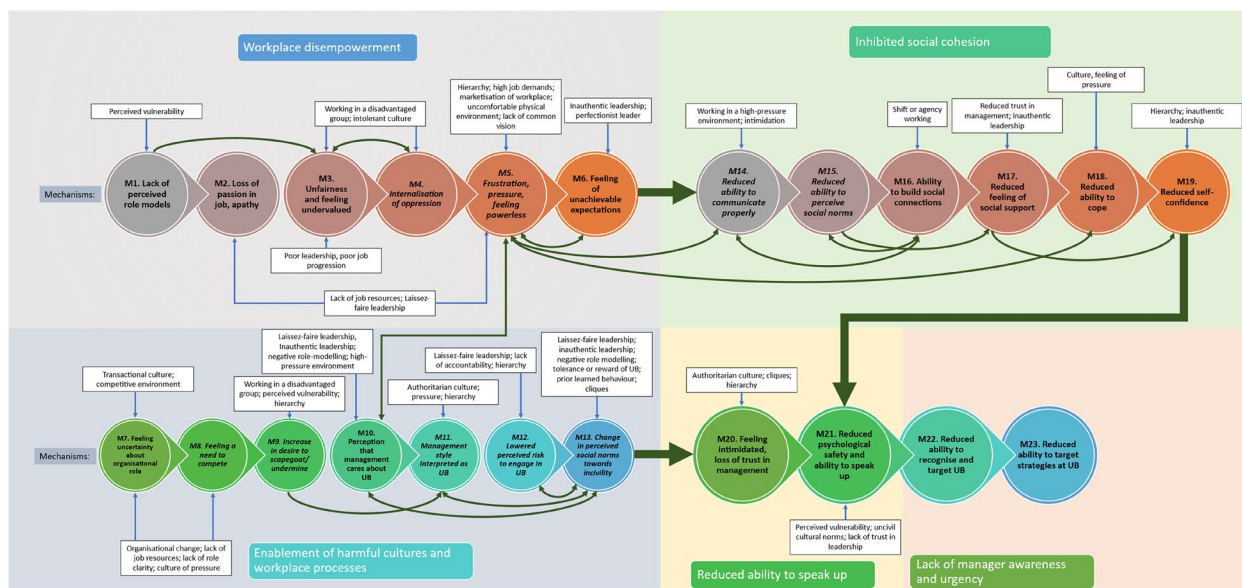 Workplace disempowerment
Inhibited social cohesion
Perceived vulnerability
Working in a disadvantaged
group; intolerant culture
Hierarchy; high job demands;
marketisation of workplace;
uncomfortable physical
environment; lack of common
vision
Inauthentic leadership;
perfectionist leader
Working in a high-pressure
environment; intimidation
Shift or agency
working
Reduced trust in
management; inauthentic
leadership
Culture, feeling of
pressure
Hierarchy; inauthentic
leadership
Mechanisms:
M1. Lack of
perceived
role models
M2. Loss of
passion in
job, apathy
M3.
Unfairness
and feeling
undervalued
M4.
Internalisation
of oppression
M5.
Frustration,
pressure,
feeling
powerless
M6. Feeling
of
unachievable
expectations
M14.
Reduced
ability to
communicate
properly
M15.
Reduced
ability to
perceive
social norms
M16. Ability
to build social
connections
M17.
Reduced
feeling of
social support
M18.
Reduced
ability to
cope
M19.
Reduced self-
confidence
Poor leadership, poor job
progression
Lack of job resources; Laissez-
faire leadership
Transactional culture;
competitive environment
Working in a disadvantaged
group; perceived vulnerability;
hierarchy
Laissez-faire leadership,
Inauthentic leadership;
negative role-modelling; high-
pressure environment
Authoritarian culture;
pressure; hierarchy
Laissez-faire leadership; lack
of accountability; hierarchy
Laissez-faire leadership;
inauthentic leadership;
negative role modelling;
tolerance or reward of UB;
prior learned behaviour;
cliques
Authoritarian culture; cliques;
hierarchy
Mechanisms:
M7. Feeling
uncertainty about
organisational role
M8. Feeling a
need to
compete
M9. Increase
in desire to
scapegoat/
undermine
M10.
Perception that
management
cares about
UB
M11.
Management
style
interpreted as
UB
M12.
Lowered
perceived risk
to engage in
UB
M13. Change
in perceived
social norms
towards
incivility
M20. Feeling
Intimidated,
loss of trust in
management
M21. Reduced
psychological
safety and
ability to speak
up
M22. Reduced
ability to
recognise and
target UB
M23. Reduced
ability to target
strategies at UB
Organisational change; lack of
job resources; lack of role
clarity; culture of pressure
Enablement of harmful cultures and
workplace processes
Perceived vulnerability; uncivil
cultural norms; lack of trust in
leadership
Reduced ability to speak up
Lack of manager awareness
and urgency